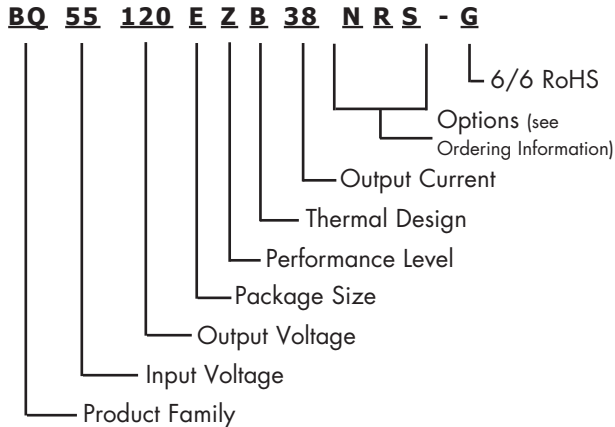 BQ 55 120 E Z B 38 N R S - G
6/6 RoHS
Options (see
Ordering Information)
Output Current
Thermal Design
Performance Level
Package Size
Output Voltage
Input Voltage
Product Family